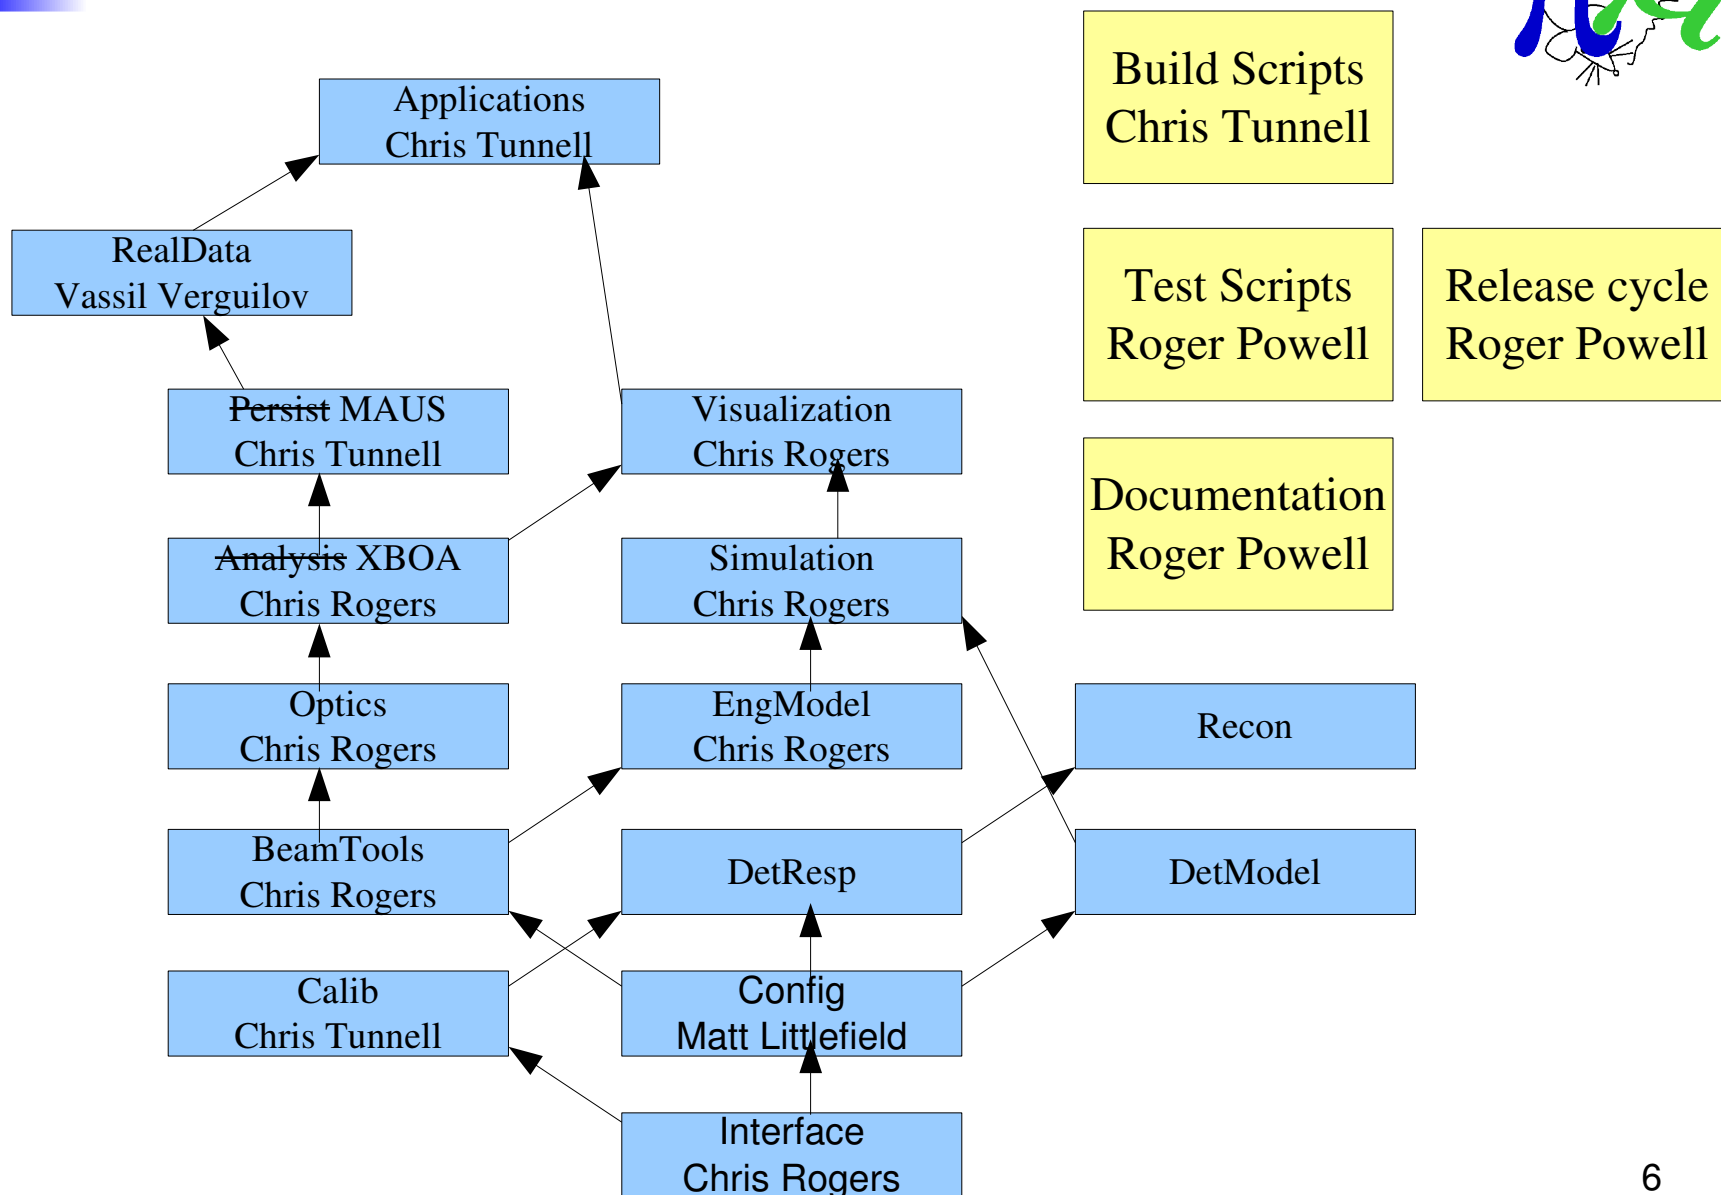 Build Scripts
Chris Tunnell
Applications
Chris Tunnell
RealData
Vassil Verguilov
Test Scripts
Roger Powell
Release cycle
Roger Powell
Persist MAUS
Chris Tunnell
Visualization
Chris Rogers
Documentation
Roger Powell
Analysis XBOA
Chris Rogers
Simulation
Chris Rogers
Optics
Chris Rogers
EngModel
Chris Rogers
Recon
BeamTools
Chris Rogers
DetResp
DetModel
Calib
Chris Tunnell
Config
Matt Littlefield
Interface
Chris Rogers
6